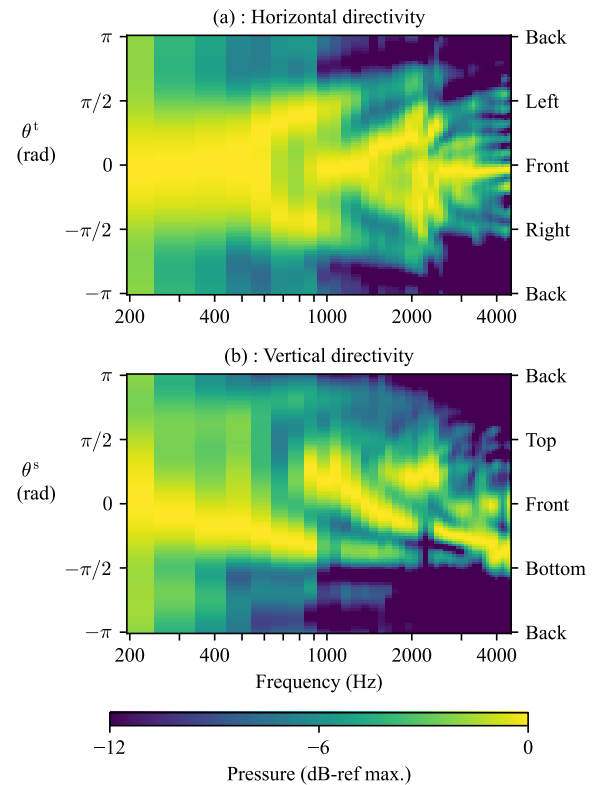 (a) : Horizontal directivity
π Back
π/2 Left
θᵗ
(rad)
0 Front
−π/2 Right
−π Back
200 400 1000 2000 4000
(b) : Vertical directivity
π Back
π/2 Top
θˢ
(rad)
0 Front
−π/2 Bottom
−π Back
200 400 1000 2000 4000
Frequency (Hz)
−12 −6 0
Pressure (dB-ref max.)